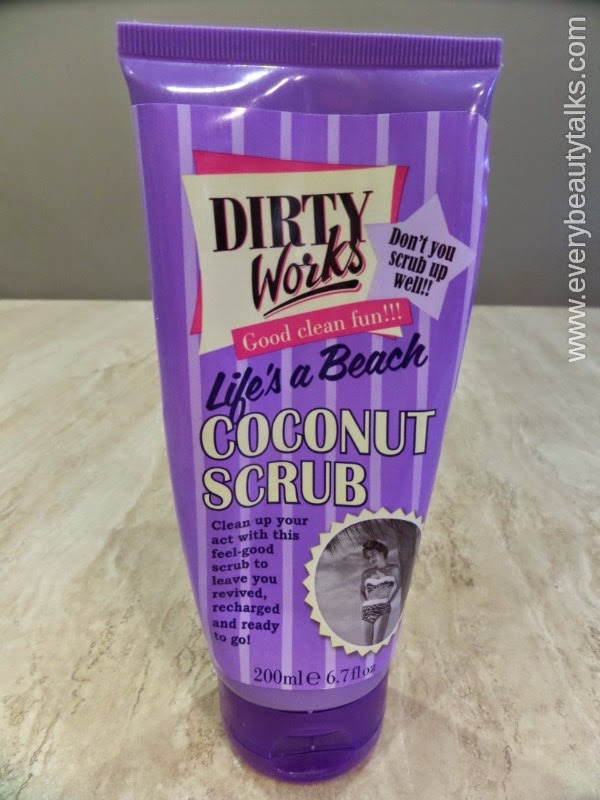 DIRTY
Works
Good clean fun!!!
Don't you
scrub up
well!!
Life's a Beach
COCONUT
SCRUB
Clean up your
act with this
feel-good
scrub to
leave you
revived,
recharged
and ready
to go!
200ml e 6.7fl oz
www.everybeautytalks.com